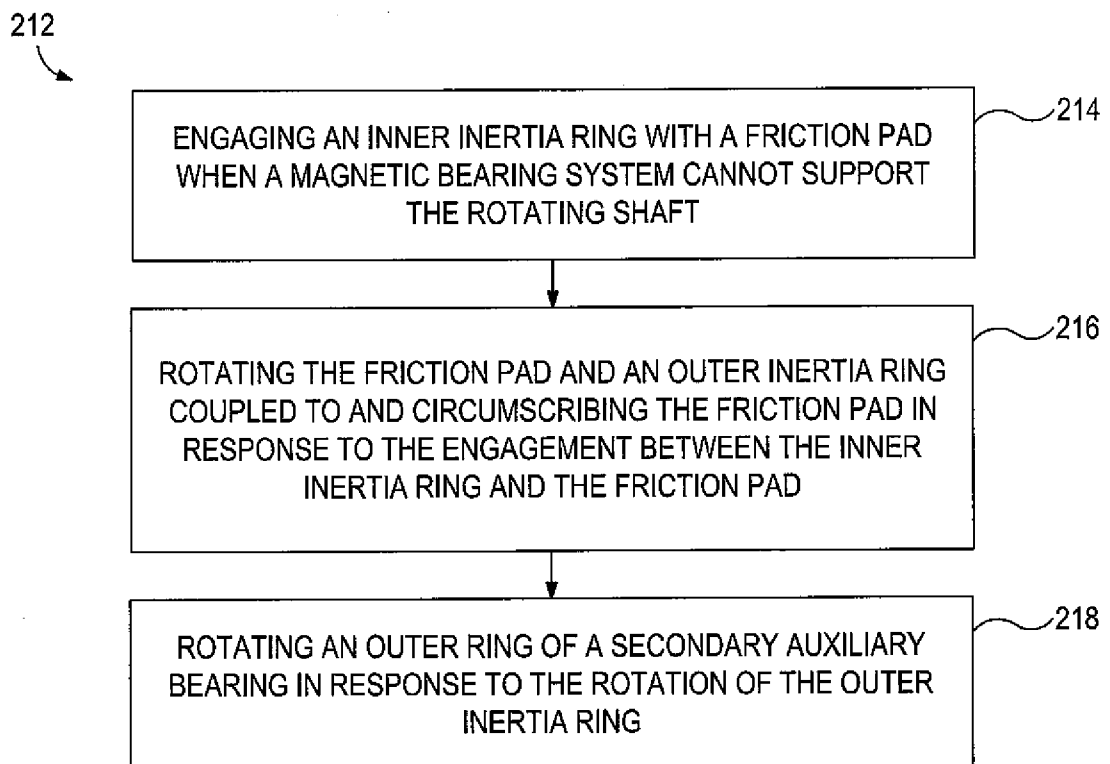 212
214
ENGAGING AN INNER INERTIA RING WITH A FRICTION PAD
WHEN A MAGNETIC BEARING SYSTEM CANNOT SUPPORT
THE ROTATING SHAFT
216
ROTATING THE FRICTION PAD AND AN OUTER INERTIA RING
COUPLED TO AND CIRCUMSCRIBING THE FRICTION PAD IN
RESPONSE TO THE ENGAGEMENT BETWEEN THE INNER
INERTIA RING AND THE FRICTION PAD
218
ROTATING AN OUTER RING OF A SECONDARY AUXILIARY
BEARING IN RESPONSE TO THE ROTATION OF THE OUTER
INERTIA RING